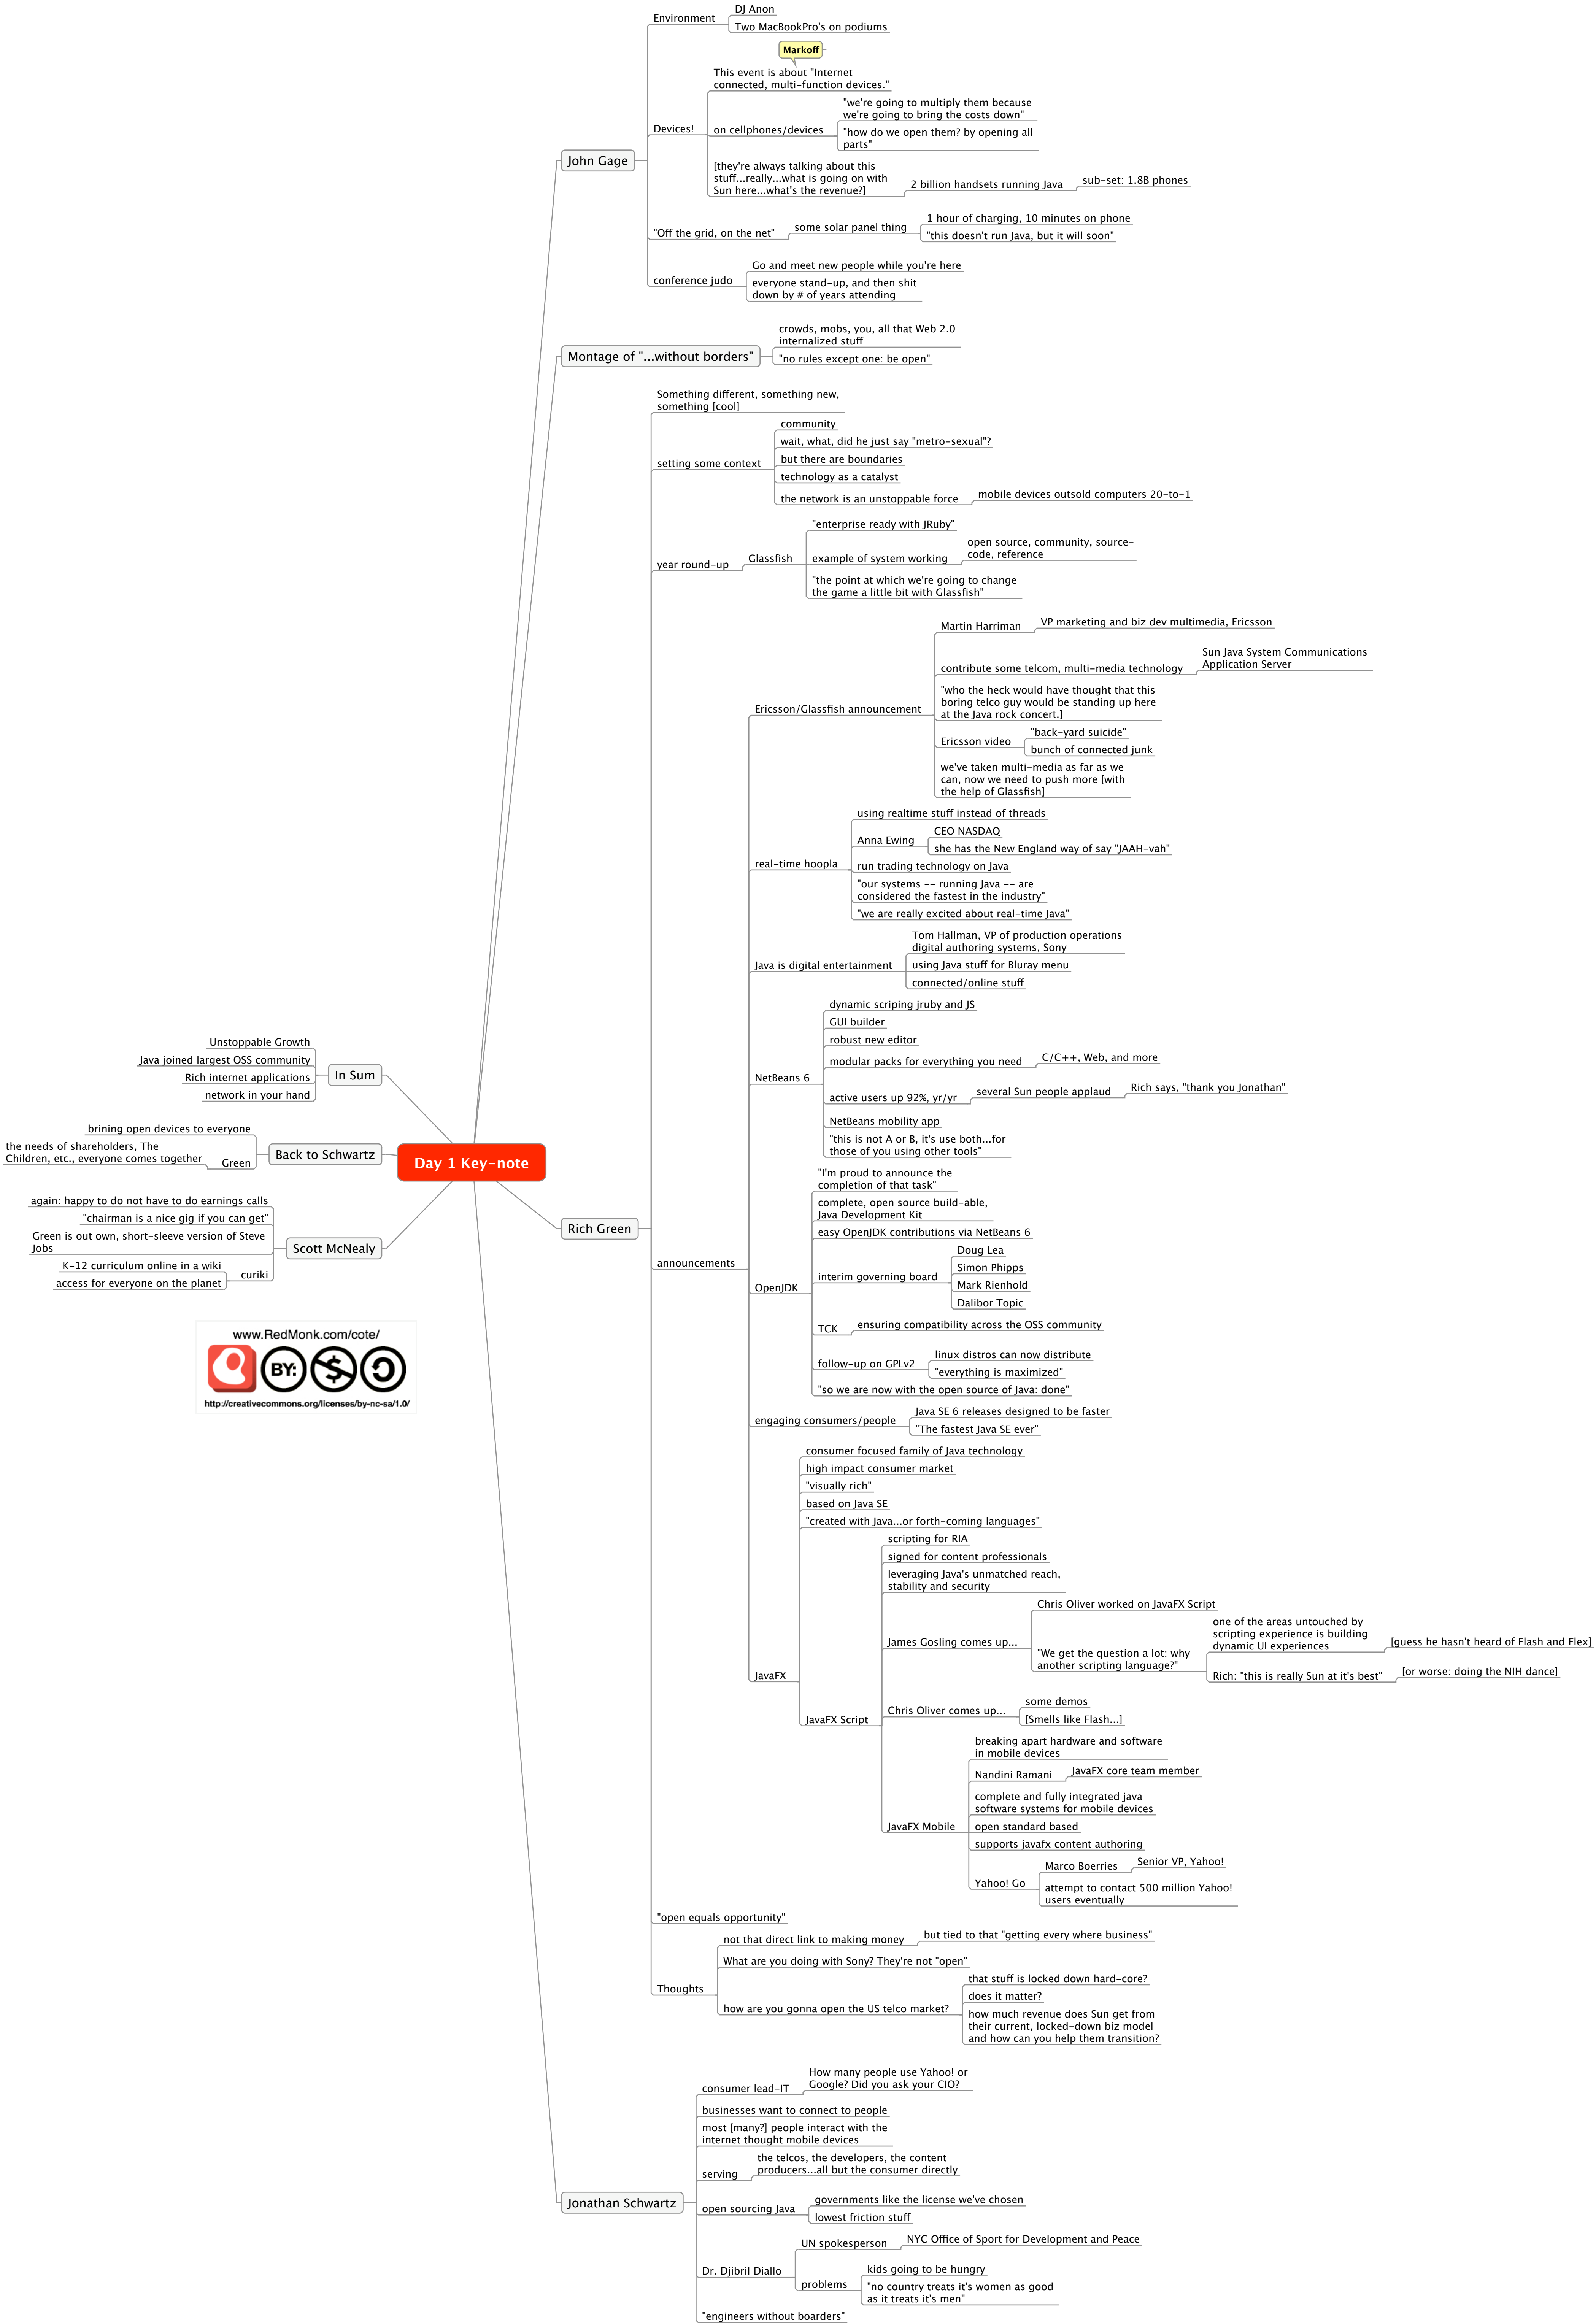 DJ Anon
Environment
Two MacBookPro's on podiums
Markoff
This event is about "Internet
connected, multi-function devices."
"we're going to multiply them because
we're going to bring the costs down"
Devices!
on cellphones/devices
"how do we open them? by opening all
parts"
John Gage
[they're always talking about this
stuff...really...what is going on with
Sun here...what's the revenue?]
2 billion handsets running Java
sub-set: 1.8B phones
"Off the grid, on the net"
some solar panel thing
1 hour of charging, 10 minutes on phone
"this doesn't run Java, but it will soon"
conference judo
Go and meet new people while you're here
everyone stand-up, and then shit
down by # of years attending
Montage of "...without borders"
crowds, mobs, you, all that Web 2.0
internalized stuff
"no rules except one: be open"
Something different, something new,
something [cool]
setting some context
community
wait, what, did he just say "metro-sexual"?
but there are boundaries
technology as a catalyst
the network is an unstoppable force
mobile devices outsold computers 20-to-1
year round-up
Glassfish
"enterprise ready with JRuby"
example of system working
open source, community, source-
code, reference
"the point at which we're going to change
the game a little bit with Glassfish"
Ericsson/Glassfish announcement
Martin Harriman
VP marketing and biz dev multimedia, Ericsson
contribute some telcom, multi-media technology
Sun Java System Communications
Application Server
"who the heck would have thought that this
boring telco guy would be standing up here
at the Java rock concert.]
Ericsson video
"back-yard suicide"
bunch of connected junk
we've taken multi-media as far as we
can, now we need to push more [with
the help of Glassfish]
real-time hoopla
using realtime stuff instead of threads
Anna Ewing
CEO NASDAQ
she has the New England way of say "JAAH-vah"
run trading technology on Java
"our systems -- running Java -- are
considered the fastest in the industry"
"we are really excited about real-time Java"
Java is digital entertainment
Tom Hallman, VP of production operations
digital authoring systems, Sony
using Java stuff for Bluray menu
connected/online stuff
NetBeans 6
dynamic scriping jruby and JS
GUI builder
robust new editor
modular packs for everything you need
C/C++, Web, and more
active users up 92%, yr/yr
several Sun people applaud
Rich says, "thank you Jonathan"
NetBeans mobility app
"this is not A or B, it's use both...for
those of you using other tools"
In Sum
Unstoppable Growth
Java joined largest OSS community
Rich internet applications
network in your hand
Back to Schwartz
brining open devices to everyone
the needs of shareholders, The
Children, etc., everyone comes together
Green
Day 1 Key-note
Scott McNealy
again: happy to do not have to do earnings calls
"chairman is a nice gig if you can get"
Green is out own, short-sleeve version of Steve
Jobs
K-12 curriculum online in a wiki
curiki
access for everyone on the planet
www.RedMonk.com/cote/
BY:
http://creativecommons.org/licenses/by-nc-sa/1.0/
Rich Green
announcements
OpenJDK
"I'm proud to announce the
completion of that task"
complete, open source build-able,
Java Development Kit
easy OpenJDK contributions via NetBeans 6
interim governing board
Doug Lea
Simon Phipps
Mark Rienhold
Dalibor Topic
TCK
ensuring compatibility across the OSS community
follow-up on GPLv2
linux distros can now distribute
"everything is maximized"
"so we are now with the open source of Java: done"
engaging consumers/people
Java SE 6 releases designed to be faster
"The fastest Java SE ever"
JavaFX
consumer focused family of Java technology
high impact consumer market
"visually rich"
based on Java SE
"created with Java...or forth-coming languages"
JavaFX Script
scripting for RIA
signed for content professionals
leveraging Java's unmatched reach,
stability and security
James Gosling comes up...
Chris Oliver worked on JavaFX Script
"We get the question a lot: why
another scripting language?"
one of the areas untouched by
scripting experience is building
dynamic UI experiences
[guess he hasn't heard of Flash and Flex]
Rich: "this is really Sun at it's best"
[or worse: doing the NIH dance]
Chris Oliver comes up...
some demos
[Smells like Flash...]
JavaFX Mobile
breaking apart hardware and software
in mobile devices
Nandini Ramani
JavaFX core team member
complete and fully integrated java
software systems for mobile devices
open standard based
supports javafx content authoring
Yahoo! Go
Marco Boerries
Senior VP, Yahoo!
attempt to contact 500 million Yahoo!
users eventually
"open equals opportunity"
Thoughts
not that direct link to making money
but tied to that "getting every where business"
What are you doing with Sony? They're not "open"
how are you gonna open the US telco market?
that stuff is locked down hard-core?
does it matter?
how much revenue does Sun get from
their current, locked-down biz model
and how can you help them transition?
Jonathan Schwartz
consumer lead-IT
How many people use Yahoo! or
Google? Did you ask your CIO?
businesses want to connect to people
most [many?] people interact with the
internet thought mobile devices
serving
the telcos, the developers, the content
producers...all but the consumer directly
open sourcing Java
governments like the license we've chosen
lowest friction stuff
Dr. Djibril Diallo
UN spokesperson
NYC Office of Sport for Development and Peace
problems
kids going to be hungry
"no country treats it's women as good
as it treats it's men"
"engineers without boarders"